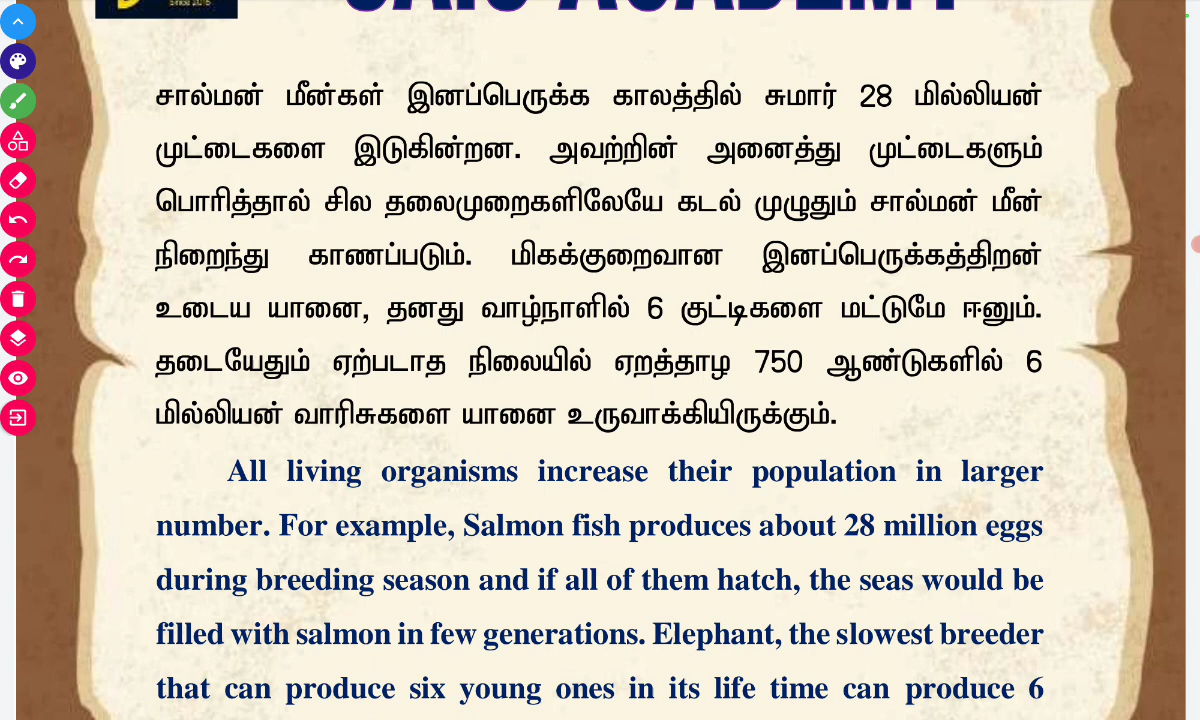 Since 2016
சால்மன் மீன்கள் இனப்பெருக்க காலத்தில் சுமார் 28 மில்லியன்
முட்டைகளை இடுகின்றன. அவற்றின் அனைத்து முட்டைகளும்
பொரித்தால் சில தலைமுறைகளிலேயே கடல் முழுதும் சால்மன் மீன்
நிறைந்து காணப்படும். மிகக்குறைவான இனப்பெருக்கத்திறன்
உடைய யானை, தனது வாழ்நாளில் 6 குட்டிகளை மட்டுமே ஈனும்.
தடையேதும் ஏற்படாத நிலையில் ஏறத்தாழ 750 ஆண்டுகளில் 6
மில்லியன் வாரிசுகளை யானை உருவாக்கியிருக்கும்.
All living organisms increase their population in larger
number. For example, Salmon fish produces about 28 million eggs
during breeding season and if all of them hatch, the seas would be
filled with salmon in few generations. Elephant, the slowest breeder
that can produce six young ones in its life time can produce 6